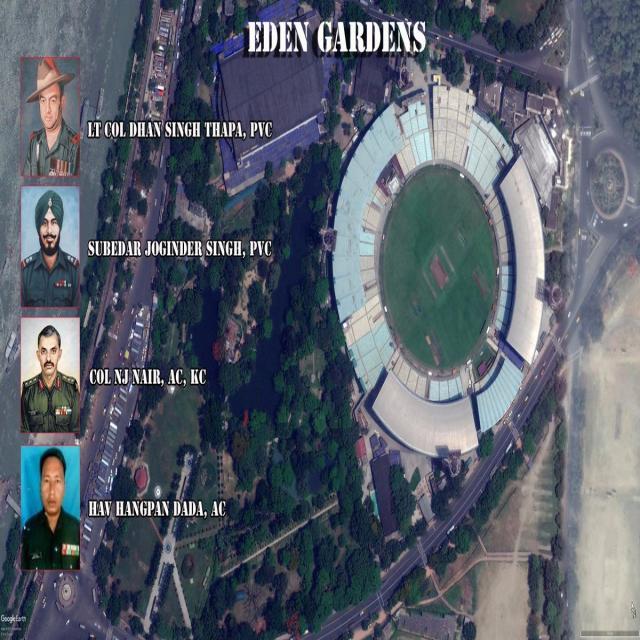 EDEN GARDENS
LT COL DHAN SINGH THAPA, PVC
SUBEDAR JOGINDER SINGH, PVC
COL NJ NAIR, AC, KC
HAV HANGPAN DADA, AC
Google Earth